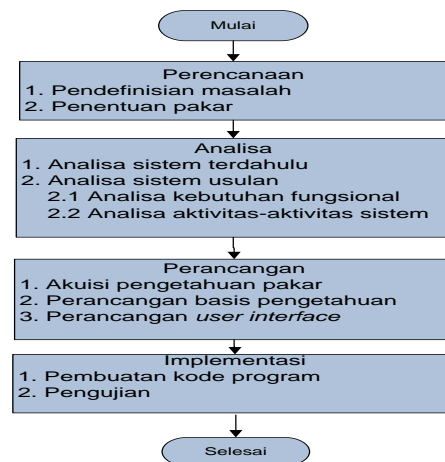 Mulai
Perencanaan
1. Pendefinisian masalah
2. Penentuan pakar
Analisa
1. Analisa sistem terdahulu
2. Analisa sistem usulan
2.1 Analisa kebutuhan fungsional
2.2 Analisa aktivitas-aktivitas sistem
Perancangan
1. Akuisi pengetahuan pakar
2. Perancangan basis pengetahuan
3. Perancangan user interface
Implementasi
1. Pembuatan kode program
2. Pengujian
Selesai